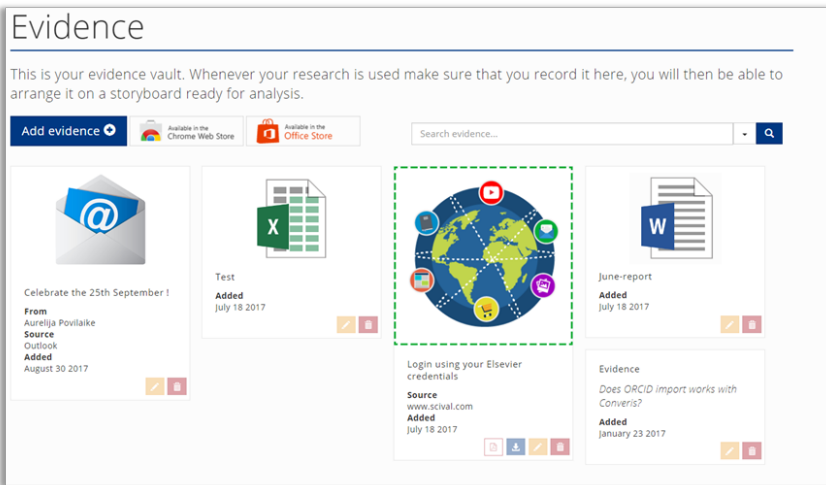 Evidence
This is your evidence vault. Whenever your research is used make sure that you record it here, you will then be able to
arrange it on a storyboard ready for analysis.
Add evidence
Available in the
Chrome Web Store
Available in the
Office Store
Search evidence...
@
Celebrate the 25th September !
From
Aurelija Povilaike
Source
Outlook
Added
August 30 2017
X
Test
Added
July 18 2017
Login using your Elsevier
credentials
Source
www.scival.com
Added
July 18 2017
W
June-report
Added
July 18 2017
Evidence
Does ORCID import works with
Converis?
Added
January 23 2017